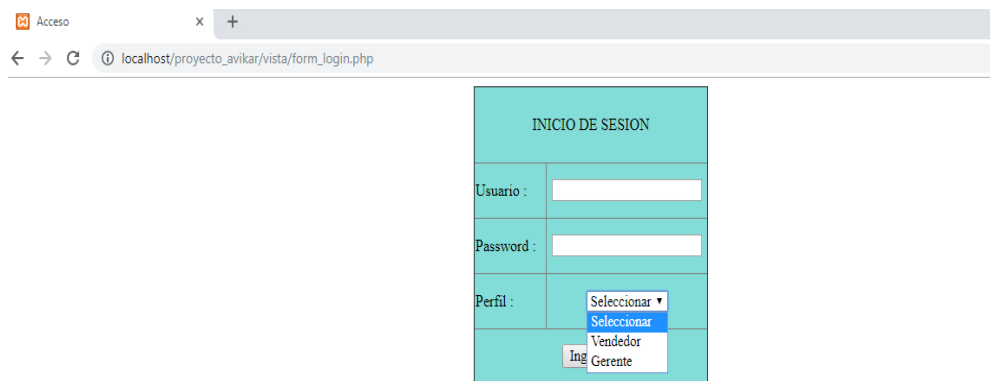 Acceso
localhost/proyecto_avikar/vista/form_login.php
INICIO DE SESION
Usuario :
Password :
Perfil :
Seleccionar
Seleccionar
Vendedor
Gerente
Ing